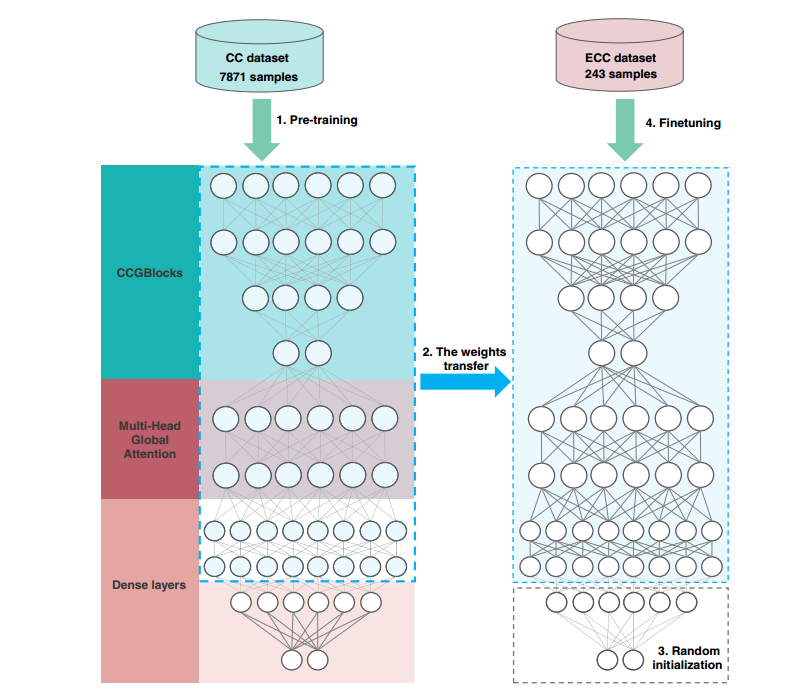 CC dataset
7871 samples
ECC dataset
243 samples
1. Pre-training
4. Finetuning
CCGBlocks
2. The weights
transfer
Multi-Head
Global
Attention
Dense layers
3. Random
initialization